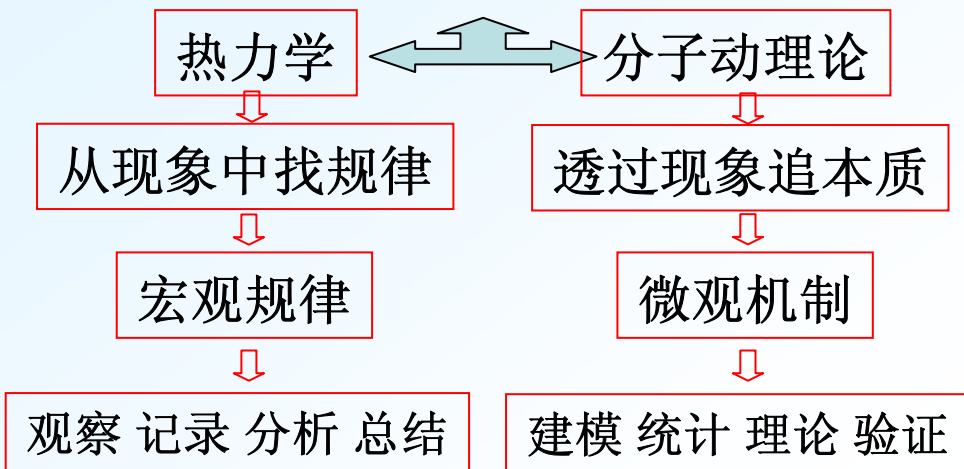 热力学
分子动理论
从现象中找规律
透过现象追本质
宏观规律
微观机制
观察 记录 分析 总结
建模 统计 理论 验证